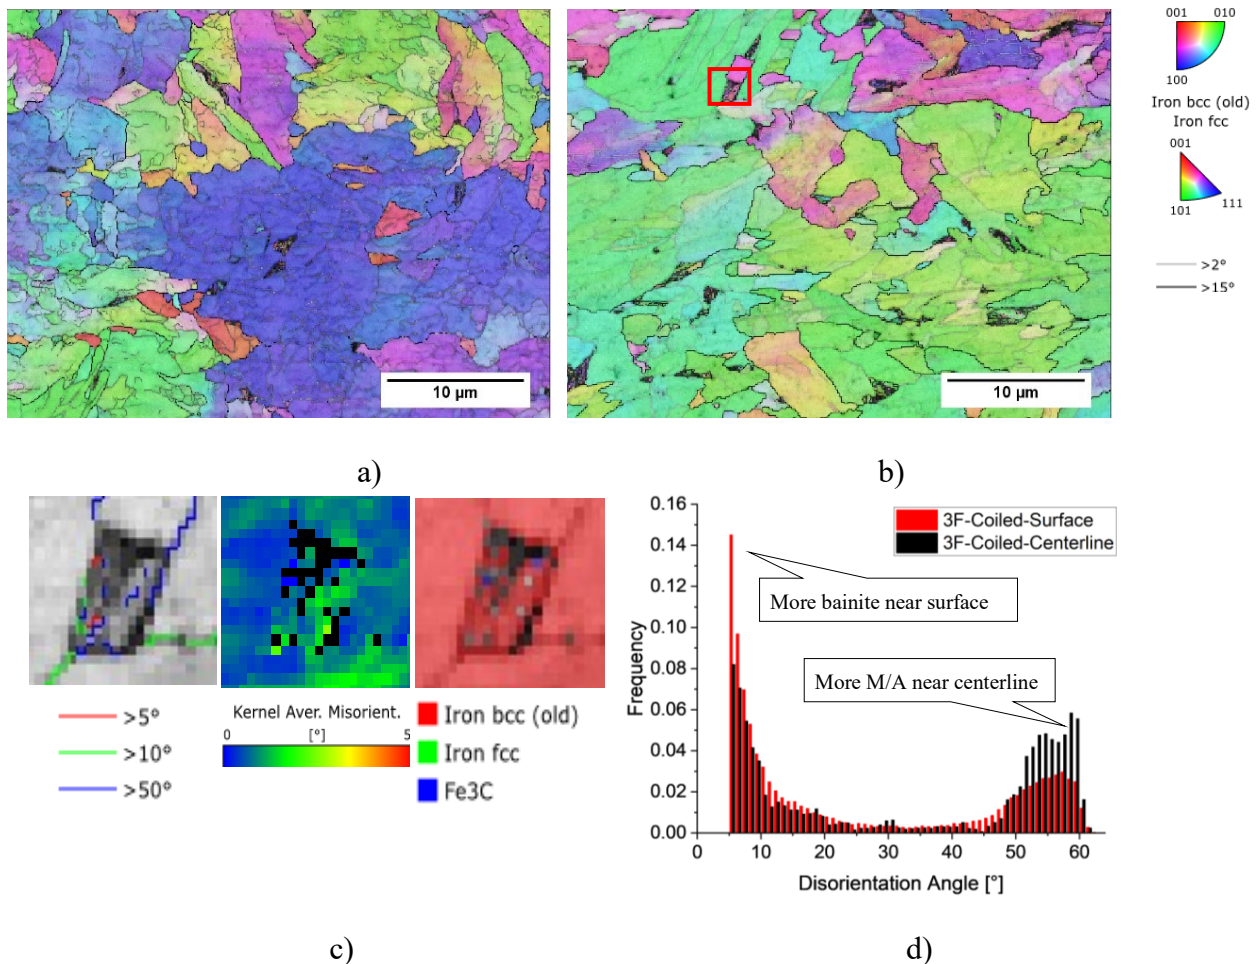 001 010
100
Iron bcc (old)
Iron fcc
001
101 111
>2°
>15°
10 µm
10 µm
a)
b)
>5°
>10°
>50°
Kernel Aver. Misorient.
0 [°] 5
Iron bcc (old)
Iron fcc
Fe3C
0.16
0.14
0.12
0.10
0.08
0.06
0.04
0.02
0.00
Frequency
3F-Coiled-Surface
3F-Coiled-Centerline
More bainite near surface
More M/A near centerline
0 10 20 30 40 50 60
Disorientation Angle [°]
c)
d)